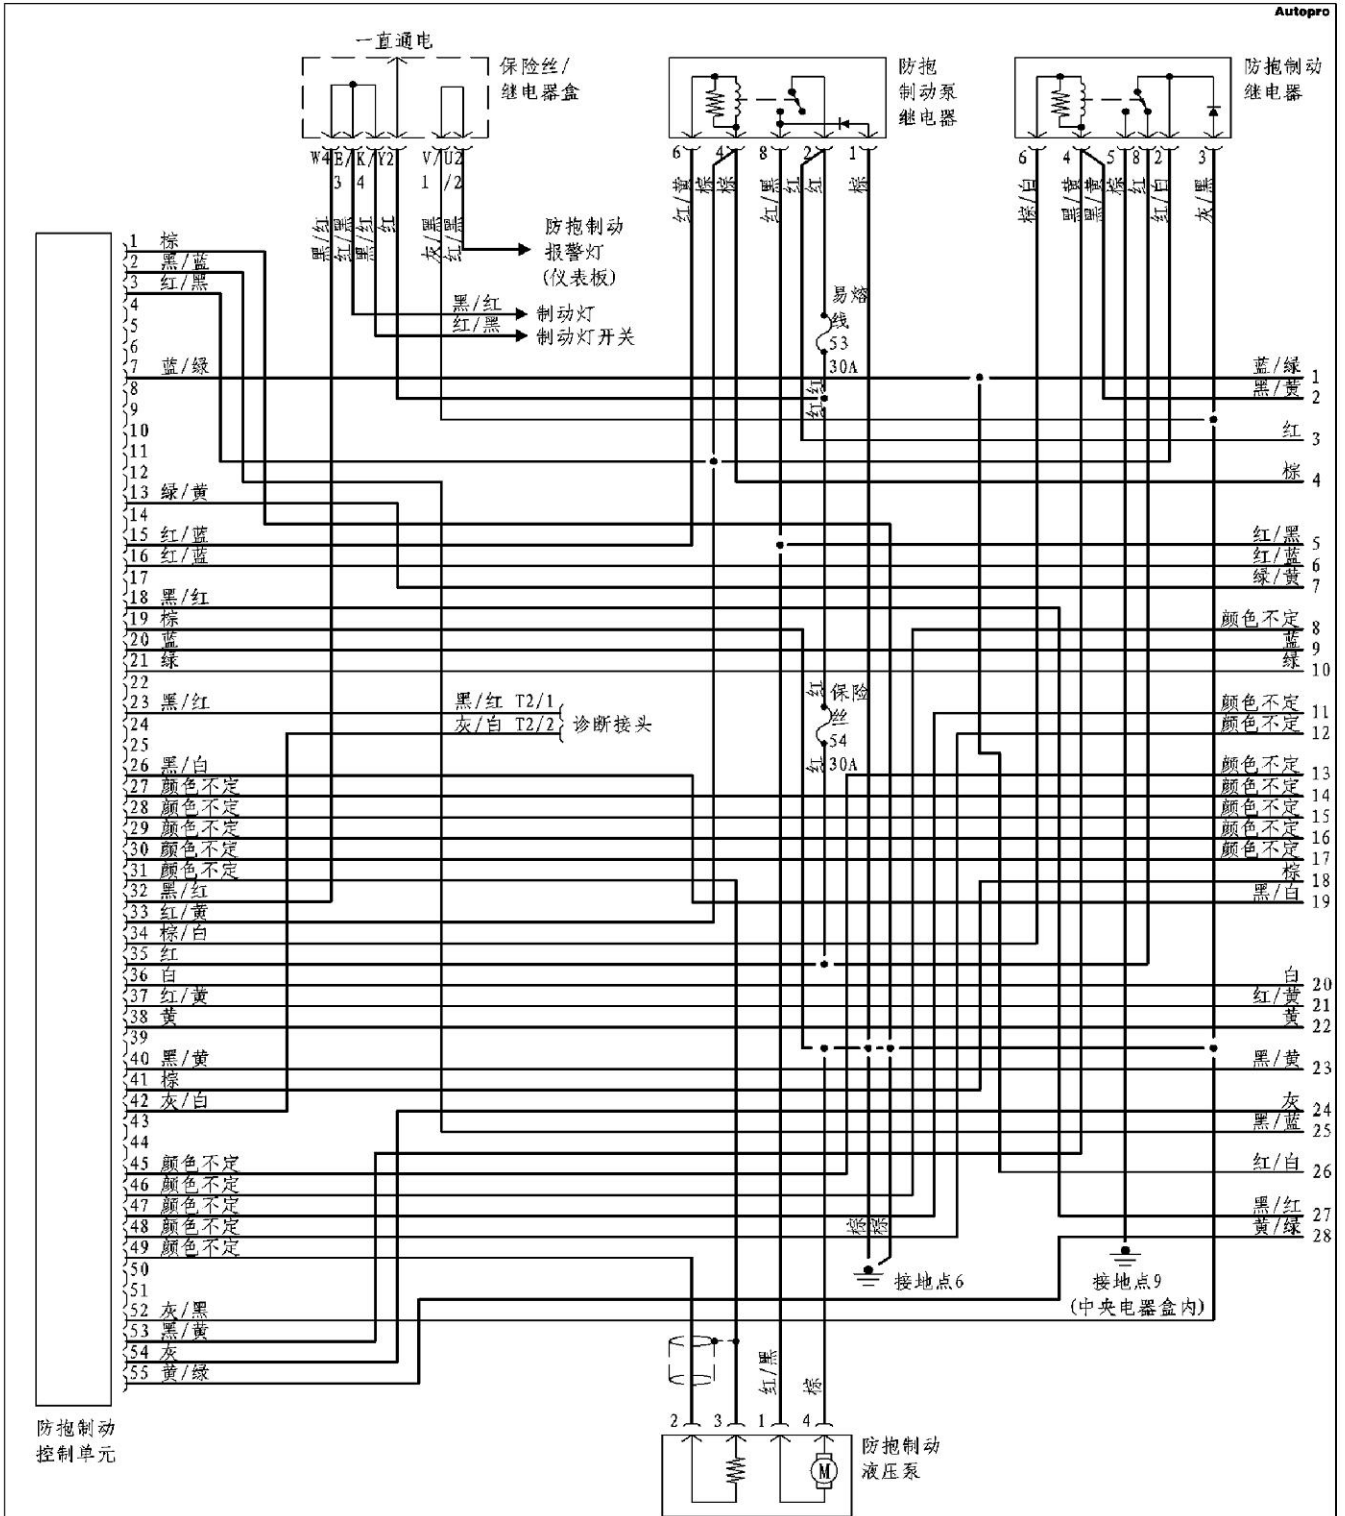 Autopro
一直通电
保险丝/
继电器盒
防抱
制动泵
继电器
防抱制动
继电器
W4 E/ K/ Y2 V/ U2
3 4 1 /2
6 4 8 2 1
6 4 5 8 2 3
黑/红
红/黑
黑/红
红
灰/黑
红/黑
红/黄
棕
棕
红/黑
红
红
棕
棕/白
黑/黄
黑/黄
棕
红
红/白
灰/黑
防抱制动
报警灯
(仪表板)
黑/红 制动灯
红/黑 制动灯开关
易熔
线
53
30A
红
红
红
保险
丝
54
30A
红
红
1 棕
2 黑/蓝
3 红/黑
4
5
6
7 蓝/绿
8
9
10
11
12
13 绿/黄
14
15 红/蓝
16 红/蓝
17
18 黑/红
19 棕
20 蓝
21 绿
22
23 黑/红
24
25
26 黑/白
27 颜色不定
28 颜色不定
29 颜色不定
30 颜色不定
31 颜色不定
32 黑/红
33 红/黄
34 棕/白
35 红
36 白
37 红/黄
38 黄
39
40 黑/黄
41 棕
42 灰/白
43
44
45 颜色不定
46 颜色不定
47 颜色不定
48 颜色不定
49 颜色不定
50
51
52 灰/黑
53 黑/黄
54 灰
55 黄/绿
防抱制动
控制单元
黑/红 T2/1
灰/白 T2/2 诊断接头
蓝/绿 1
黑/黄 2
红 3
棕 4
红/黑 5
红/蓝 6
绿/黄 7
颜色不定 8
蓝 9
绿 10
颜色不定 11
颜色不定 12
颜色不定 13
颜色不定 14
颜色不定 15
颜色不定 16
颜色不定 17
棕 18
黑/白 19
白 20
红/黄 21
黄 22
黑/黄 23
灰 24
黑/蓝 25
红/白 26
黑/红 27
黄/绿 28
棕
棕
接地点6
接地点9
(中央电器盒内)
红/黑
棕
2 3 1 4
M
防抱制动
液压泵